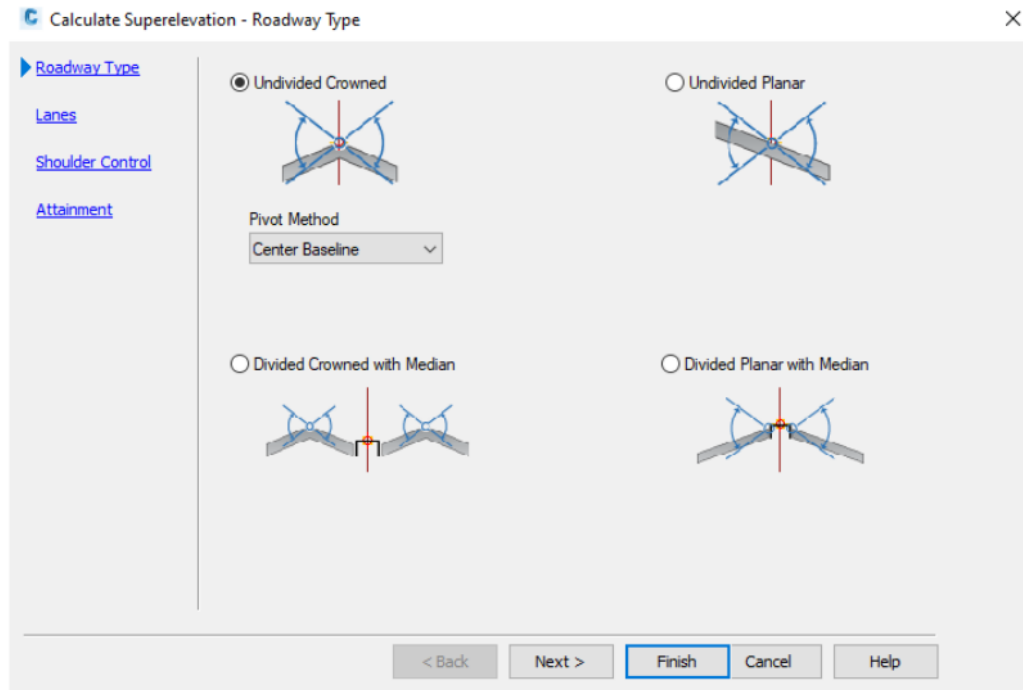 Calculate Superelevation - Roadway Type
Roadway Type
Lanes
Shoulder Control
Attainment
Undivided Crowned
Undivided Planar
Pivot Method
Center Baseline
Divided Crowned with Median
Divided Planar with Median
< Back
Next >
Finish
Cancel
Help